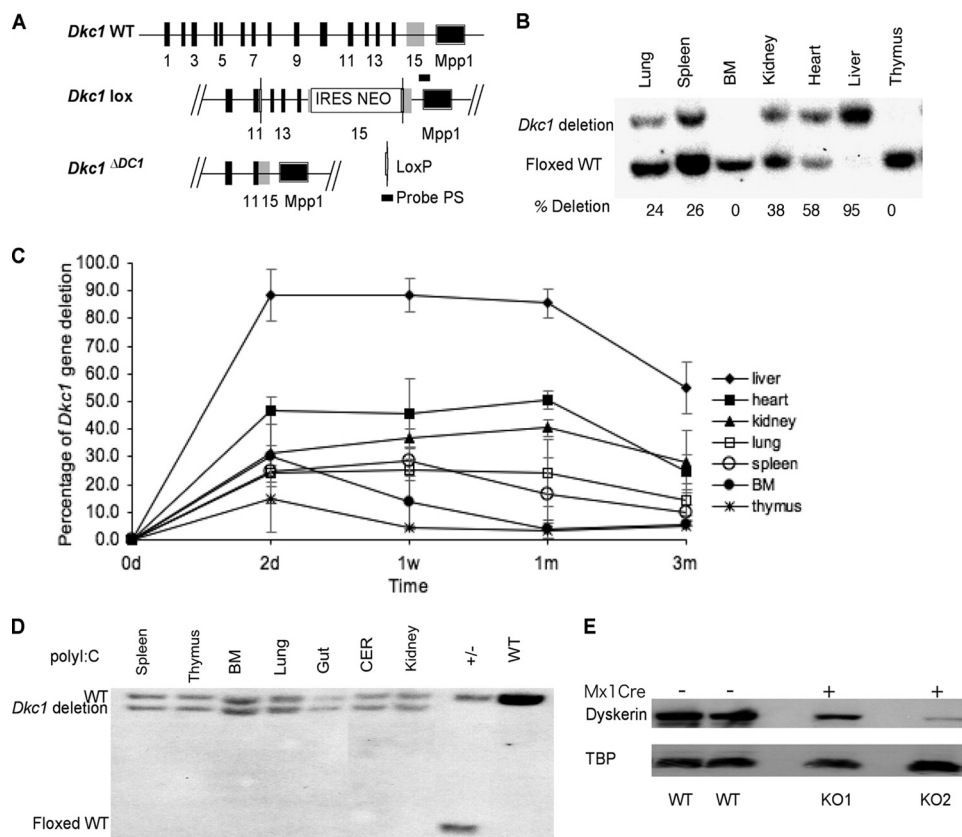 A
Dkc1 WT
1 3 5 7 9 11 13 15 Mpp1
Dkc1 lox
IRES NEO
11 13 15 Mpp1
Dkc1 ΔDC1
11 15 Mpp1
LoxP
Probe PS
B
Lung Spleen BM Kidney Heart Liver Thymus
Dkc1 deletion
Floxed WT
% Deletion 24 26 0 38 58 95 0
C
Percentage of Dkc1 gene deletion
100.0
90.0
80.0
70.0
60.0
50.0
40.0
30.0
20.0
10.0
0.0
0d 2d 1w 1m 3m
Time
liver
heart
kidney
lung
spleen
BM
thymus
D
polyI:C Spleen Thymus BM Lung Gut CER Kidney +/- WT
WT
Dkc1 deletion
Floxed WT
E
Mx1Cre - - + +
Dyskerin
TBP
WT WT KO1 KO2